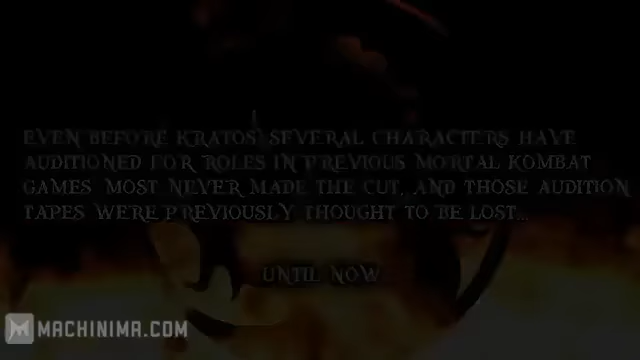 EVEN BEFORE KRATOS, SEVERAL CHARACTERS HAVE
AUDITIONED FOR ROLES IN PREVIOUS MORTAL KOMBAT
GAMES. MOST NEVER MADE THE CUT, AND THOSE AUDITION
TAPES WERE PREVIOUSLY THOUGHT TO BE LOST...
UNTIL NOW
MACHINIMA.COM